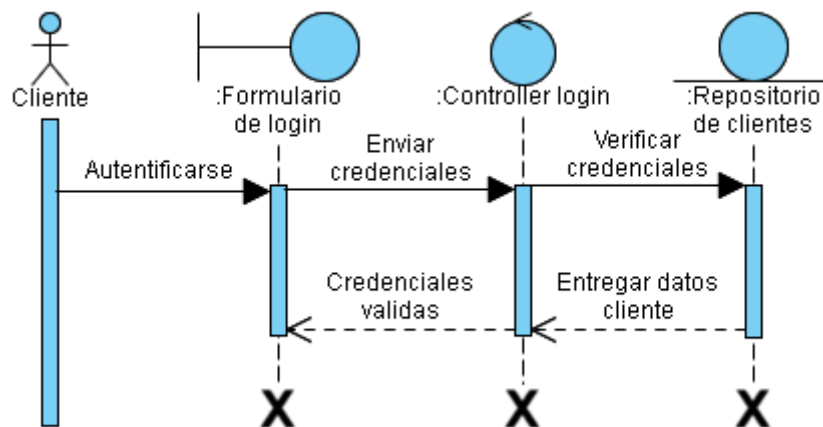 Cliente
:Formulario
de login
:Controller login
:Repositorio
de clientes
Autentificarse
Enviar
credenciales
Verificar
credenciales
Credenciales
validas
Entregar datos
cliente
X
X
X